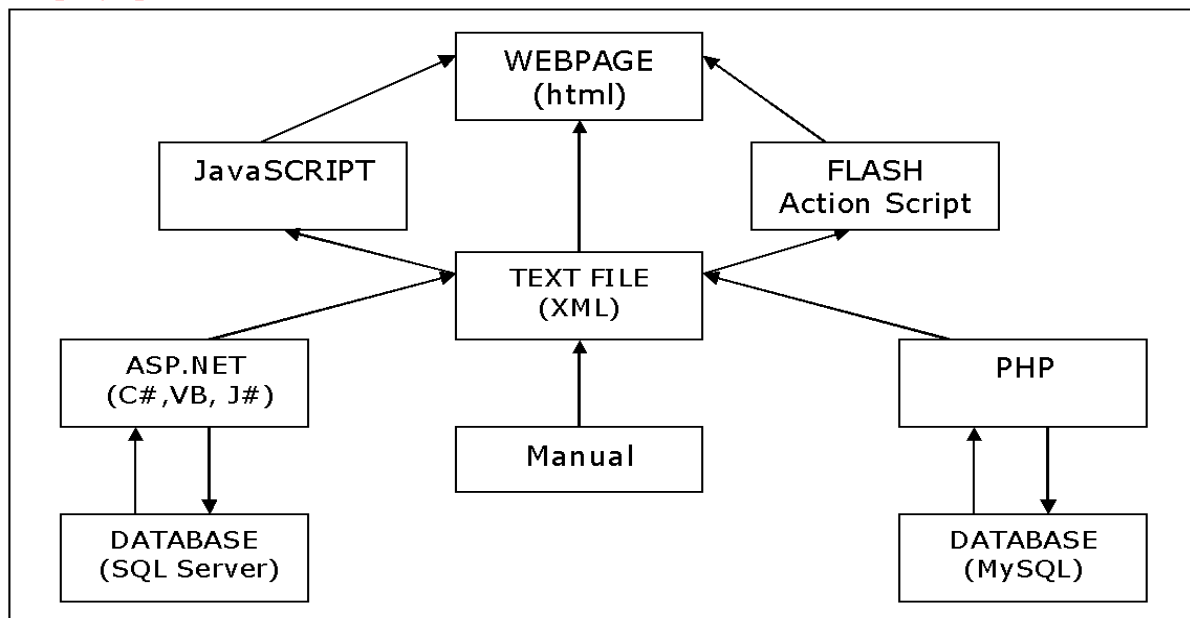 WEBPAGE
(html)
JavaSCRIPT
FLASH
Action Script
TEXT FILE
(XML)
ASP.NET
(C#,VB, J#)
PHP
Manual
DATABASE
(SQL Server)
DATABASE
(MySQL)